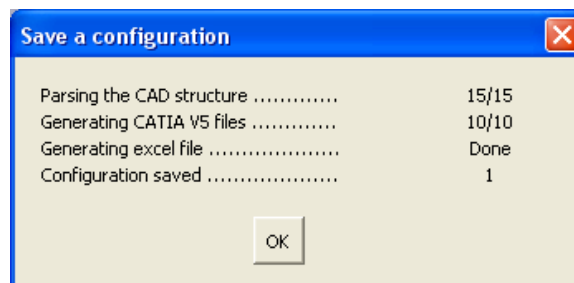 Save a configuration
Parsing the CAD structure ............. 15/15
Generating CATIA V5 files ............. 10/10
Generating excel file .................... Done
Configuration saved .................... 1
OK